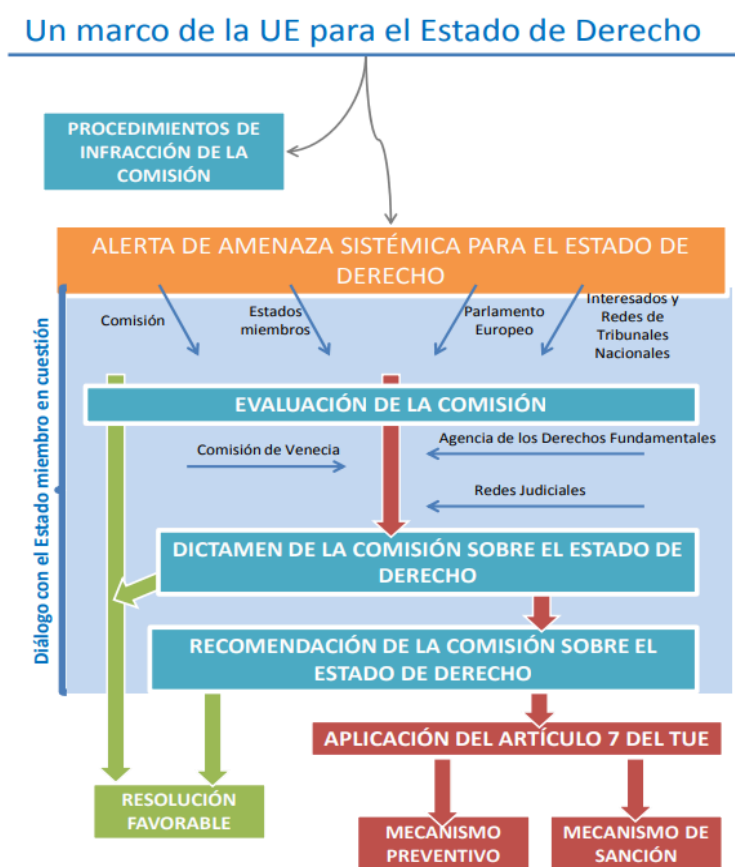 Un marco de la UE para el Estado de Derecho
PROCEDIMIENTOS DE
INFRACCIÓN DE LA
COMISIÓN
ALERTA DE AMENAZA SISTÉMICA PARA EL ESTADO DE
DERECHO
Comisión
Estados
miembros
Parlamento
Europeo
Interesados y
Redes de
Tribunales
Nacionales
Diálogo con el Estado miembro en cuestión
EVALUACIÓN DE LA COMISIÓN
Comisión de Venecia
Agencia de los Derechos Fundamentales
Redes Judiciales
DICTAMEN DE LA COMISIÓN SOBRE EL ESTADO DE
DERECHO
RECOMENDACIÓN DE LA COMISIÓN SOBRE EL
ESTADO DE DERECHO
APLICACIÓN DEL ARTÍCULO 7 DEL TUE
RESOLUCIÓN
FAVORABLE
MECANISMO
PREVENTIVO
MECANISMO DE
SANCIÓN